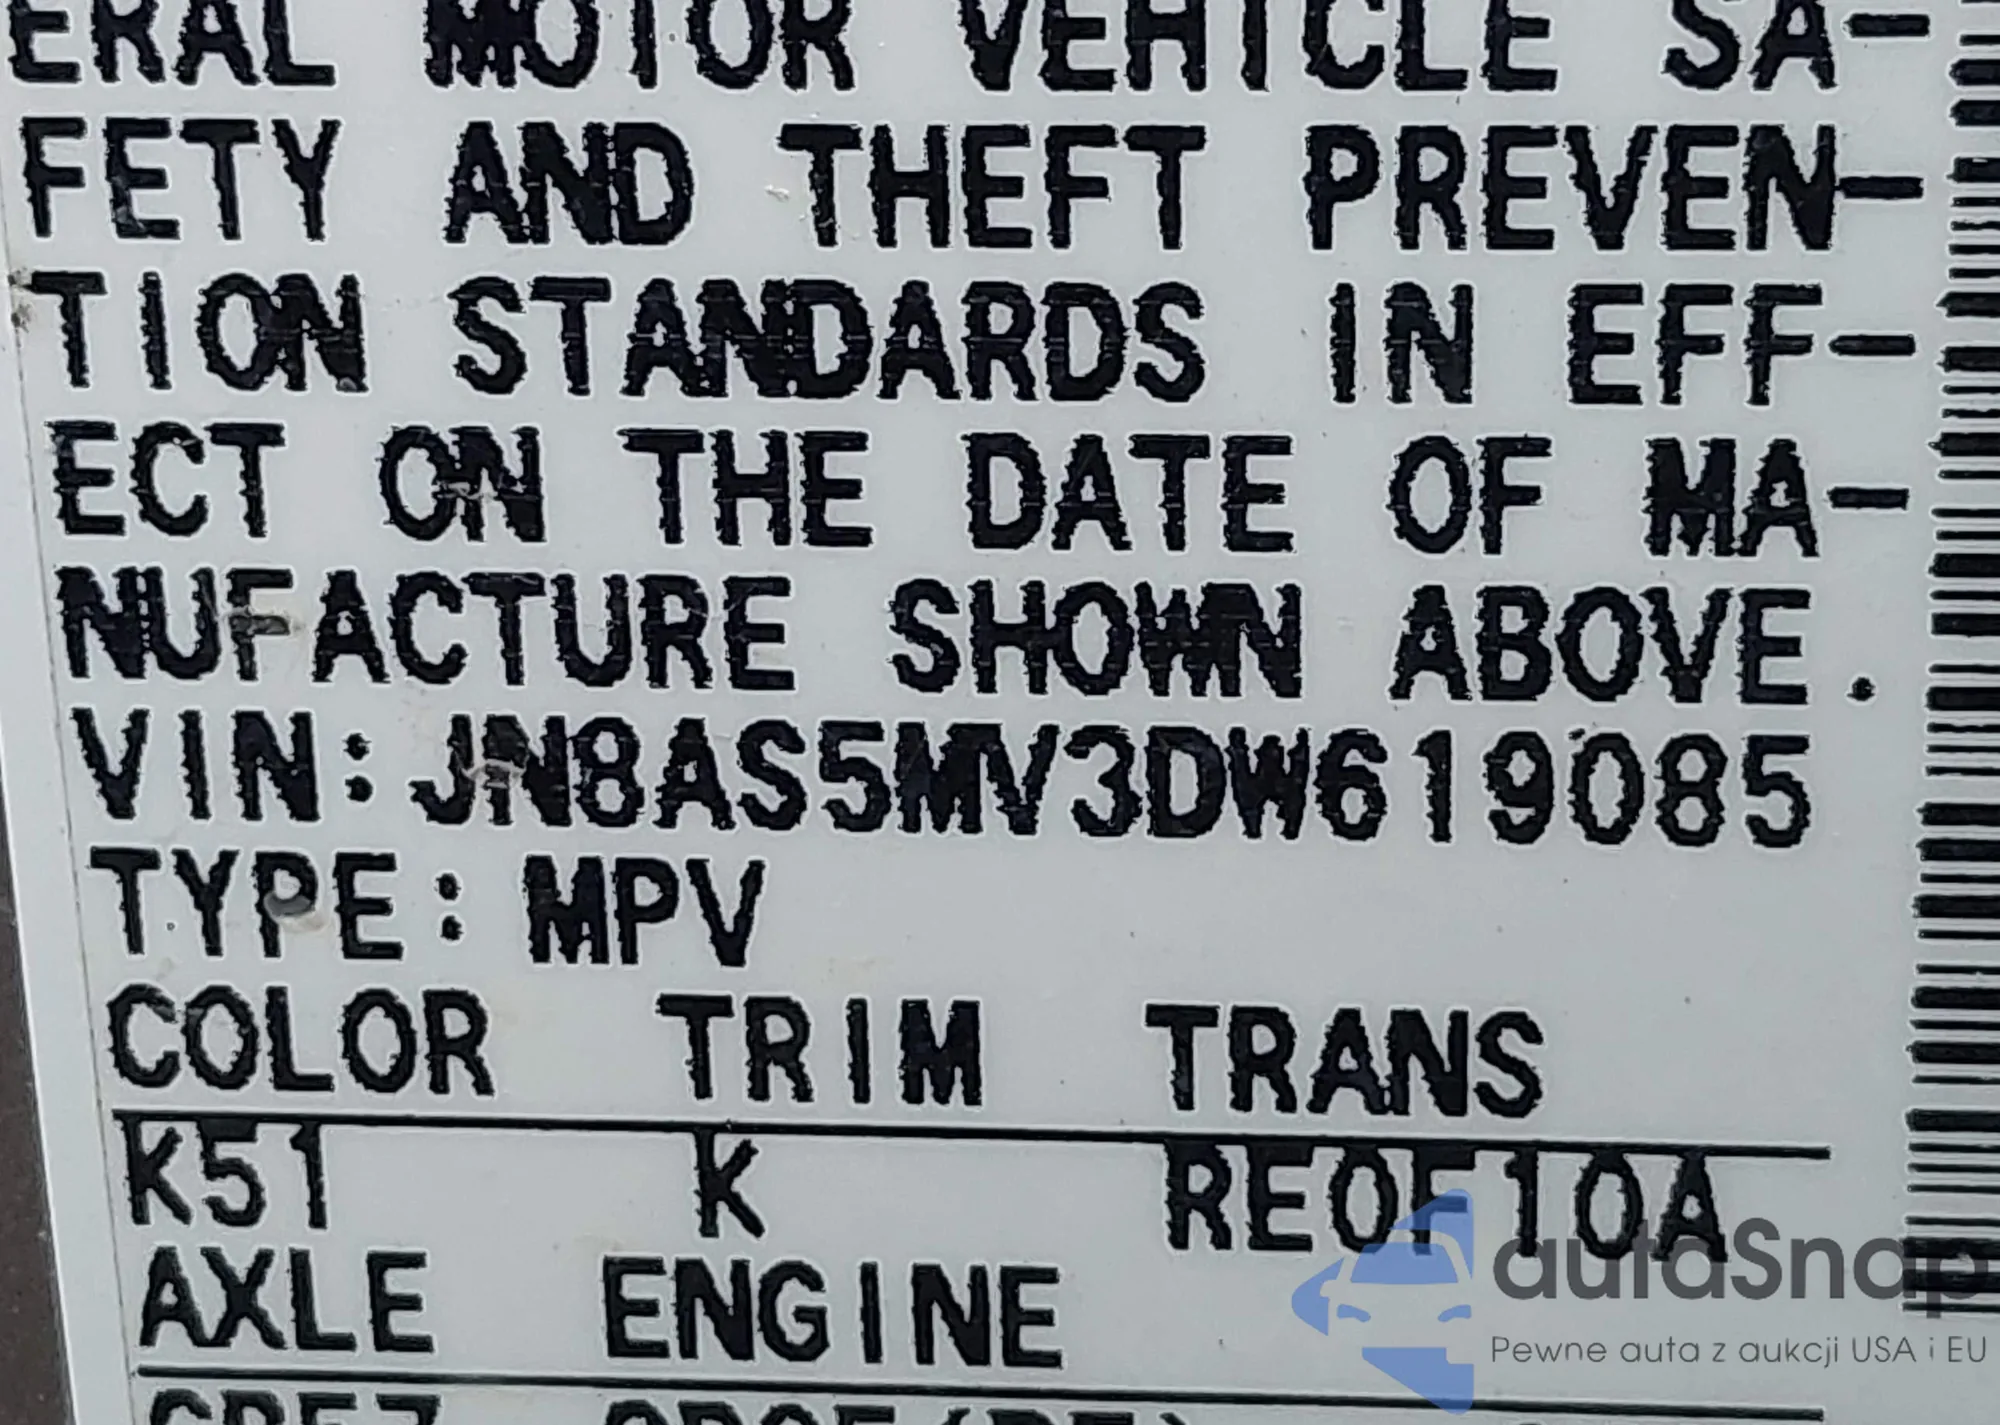 ERAL MOTOR VEHICLE SA-
FETY AND THEFT PREVEN-
TION STANDARDS IN EFF-
ECT ON THE DATE OF MA-
NUFACTURE SHOWN ABOVE.
VIN: JN8AS5MV3DW619085
TYPE: MPV
COLOR TRIM TRANS
K51 K RE0F10A
AXLE ENGINE
autoSnap
Pewne auta z aukcji USA i EU